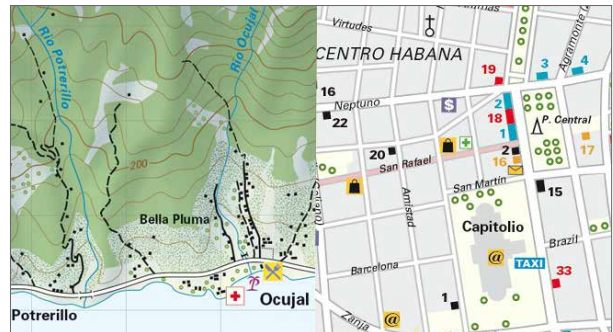 Río Potrerillo
Río Ocujal
200
Bella Pluma
Ocujal
Potrerillo
Virtudes
CENTRO HABANA
Agramonte
16
Neptuno
22
$
19
3
4
2
18
1
P. Central
2
17
16
20
San Rafael
San Martín
15
Amistad
Capitolio
@
Brazil
TAXI
33
Barcelona
1
Zanja
@